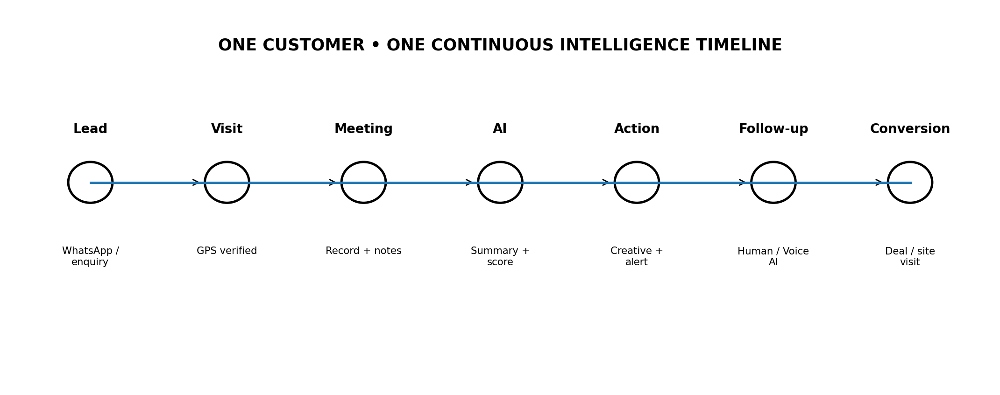 ONE CUSTOMER • ONE CONTINUOUS INTELLIGENCE TIMELINE
Lead
Visit
Meeting
AI
Action
Follow-up
Conversion
WhatsApp /
enquiry
GPS verified
Record + notes
Summary +
score
Creative +
alert
Human / Voice
AI
Deal / site
visit